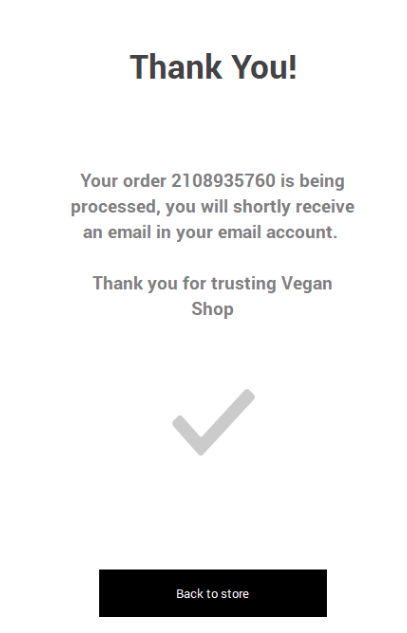 Thank You!
Your order 2108935760 is being
processed, you will shortly receive
an email in your email account.
Thank you for trusting Vegan
Shop
Back to store